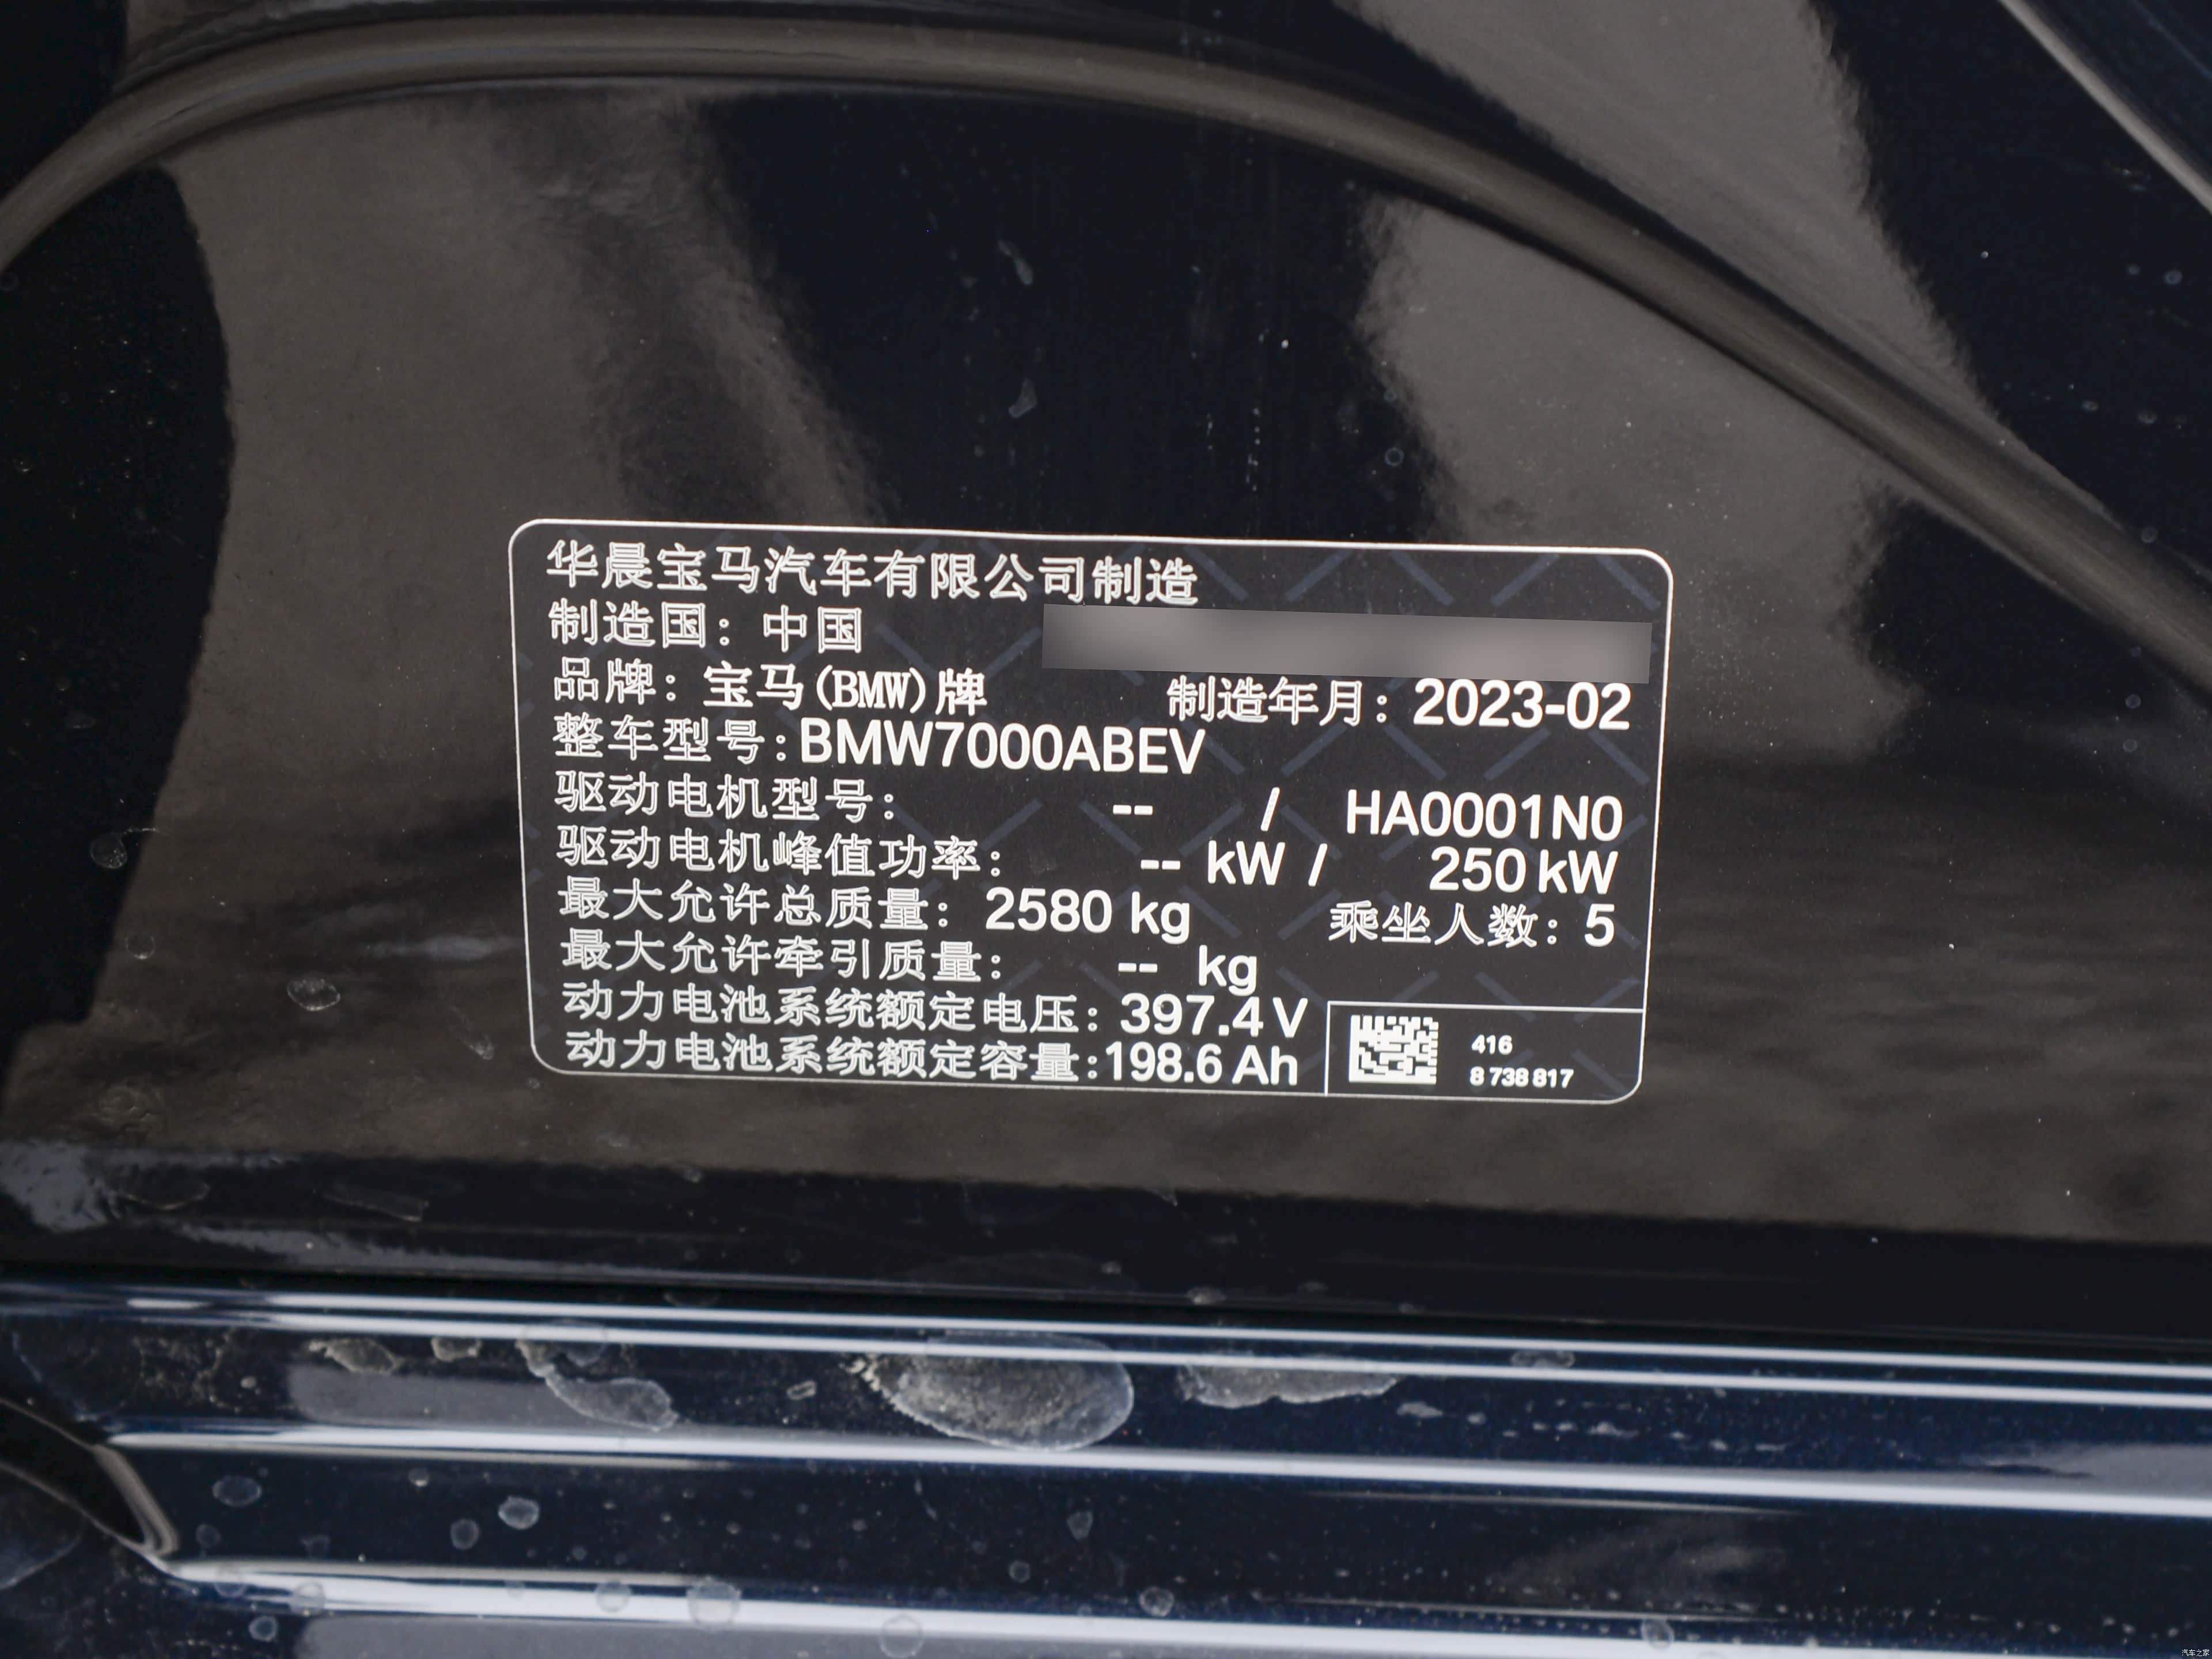 华晨宝马汽车有限公司制造
制造国：中国
品牌：宝马(BMW)牌 制造年月：2023-02
整车型号：BMW7000ABEV
驱动电机型号： -- / HA0001N0
驱动电机峰值功率： -- kW / 250 kW
最大允许总质量：2580 kg 乘坐人数：5
最大允许牵引质量： -- kg
动力电池系统额定电压：397.4 V
动力电池系统额定容量：198.6 Ah
416
8 738 817
汽车之家